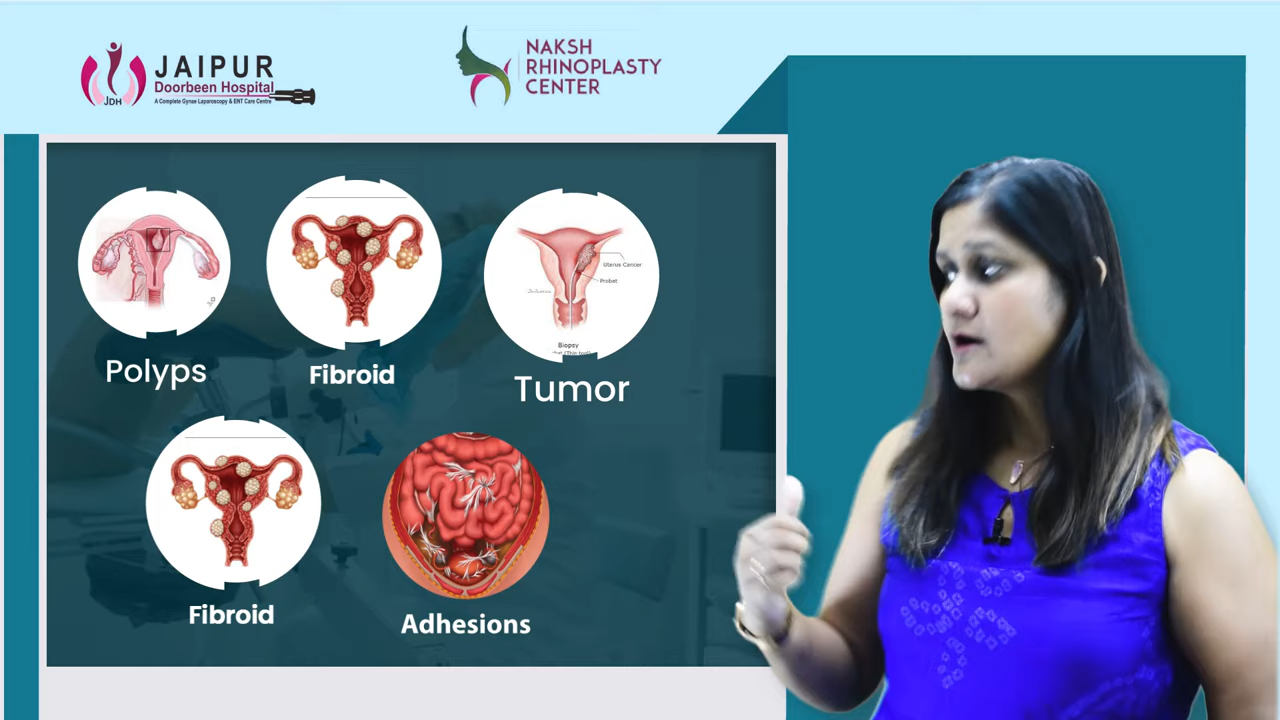 JAIPUR
Doorbeen Hospital
A Complete Gynae Laparoscopy & ENT Care Centre
JDH
NAKSH
RHINOPLASTY
CENTER
Uterus Cancer
Probet
Biopsy
Polyps
Fibroid
Tumor
Fibroid
Adhesions